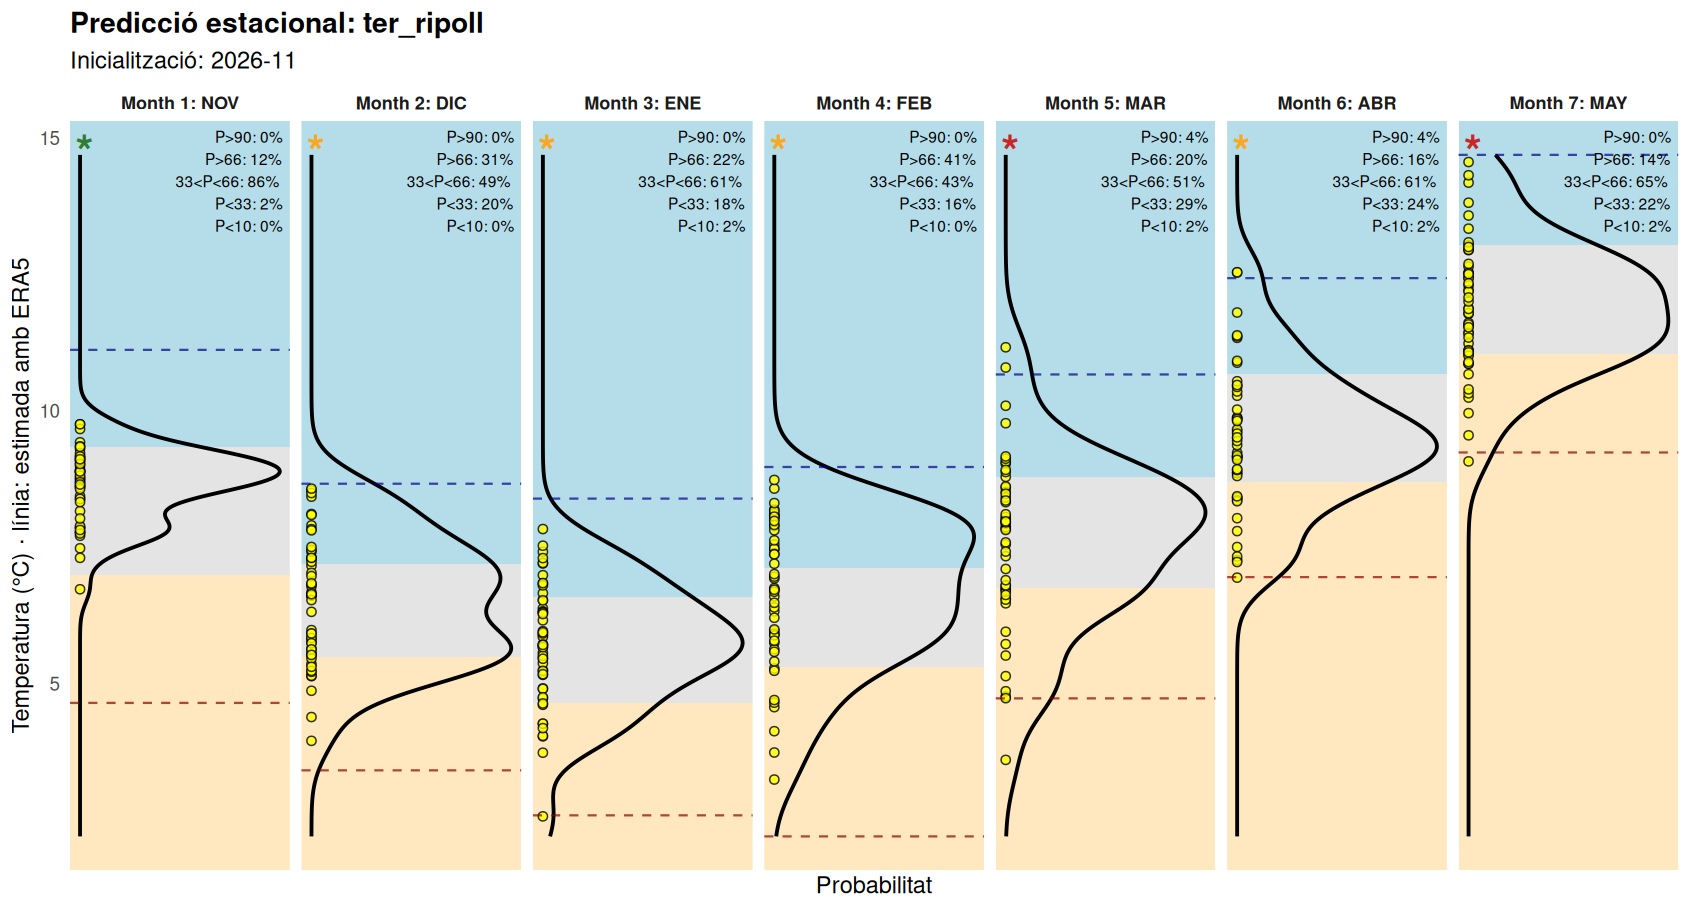 Predicció estacional: ter_ripoll
Inicialització: 2026-11
Month 1: NOV
Month 2: DIC
Month 3: ENE
Month 4: FEB
Month 5: MAR
Month 6: ABR
Month 7: MAY
*
P>90: 0%
P>66: 12%
33<P<66: 86%
P<33: 2%
P<10: 0%
*
P>90: 0%
P>66: 31%
33<P<66: 49%
P<33: 20%
P<10: 0%
*
P>90: 0%
P>66: 22%
33<P<66: 61%
P<33: 18%
P<10: 2%
*
P>90: 0%
P>66: 41%
33<P<66: 43%
P<33: 16%
P<10: 0%
*
P>90: 4%
P>66: 20%
33<P<66: 51%
P<33: 29%
P<10: 2%
*
P>90: 4%
P>66: 16%
33<P<66: 61%
P<33: 24%
P<10: 2%
*
P>90: 0%
P>66: 14%
33<P<66: 65%
P<33: 22%
P<10: 2%
15
10
5
Temperatura (°C) · línia: estimada amb ERA5
Probabilitat